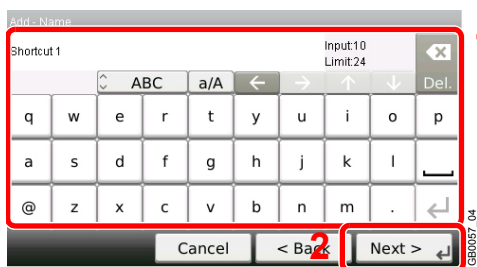 Add - Name
Shortcut 1
Input:10
Limit:24
ABC a/A ← → ↑ ↓ Del.
q w e r t y u i o p
a s d f g h j k l
@ z x c v b n m .
Cancel < Back 2 Next >
GB0057_04